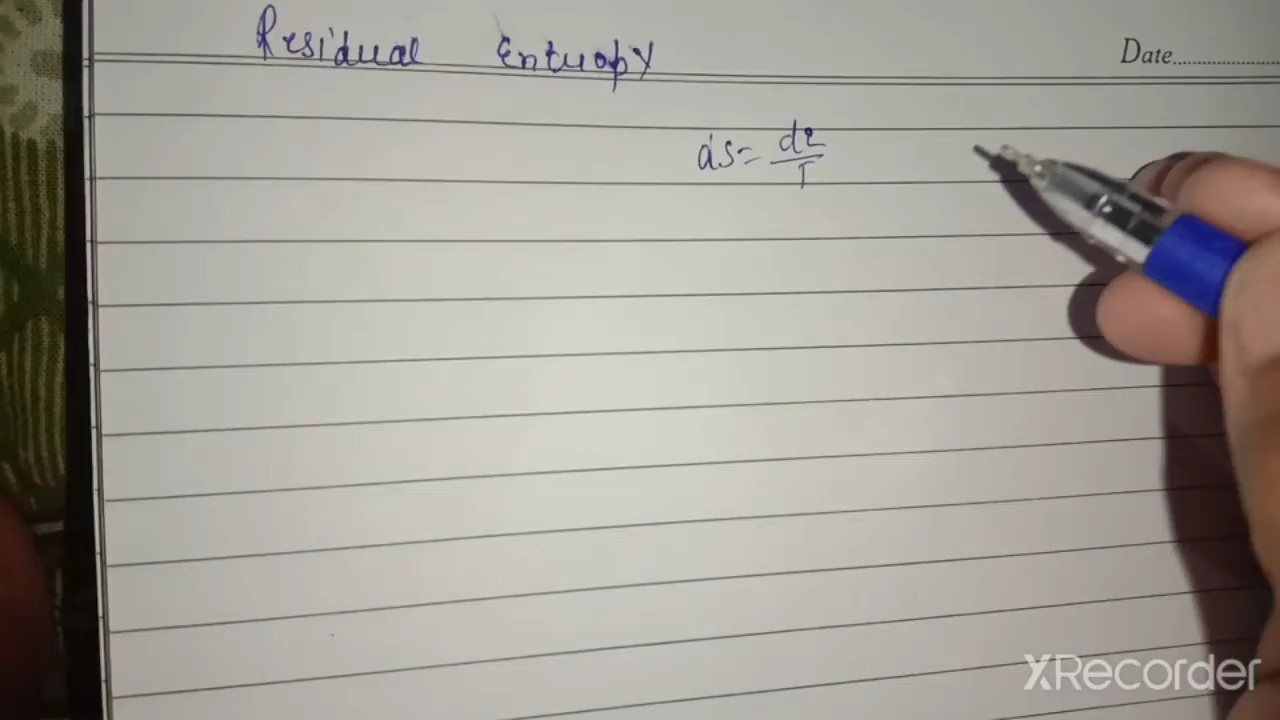 Residual Entropy
Date
ds = dq/T
XRecorder